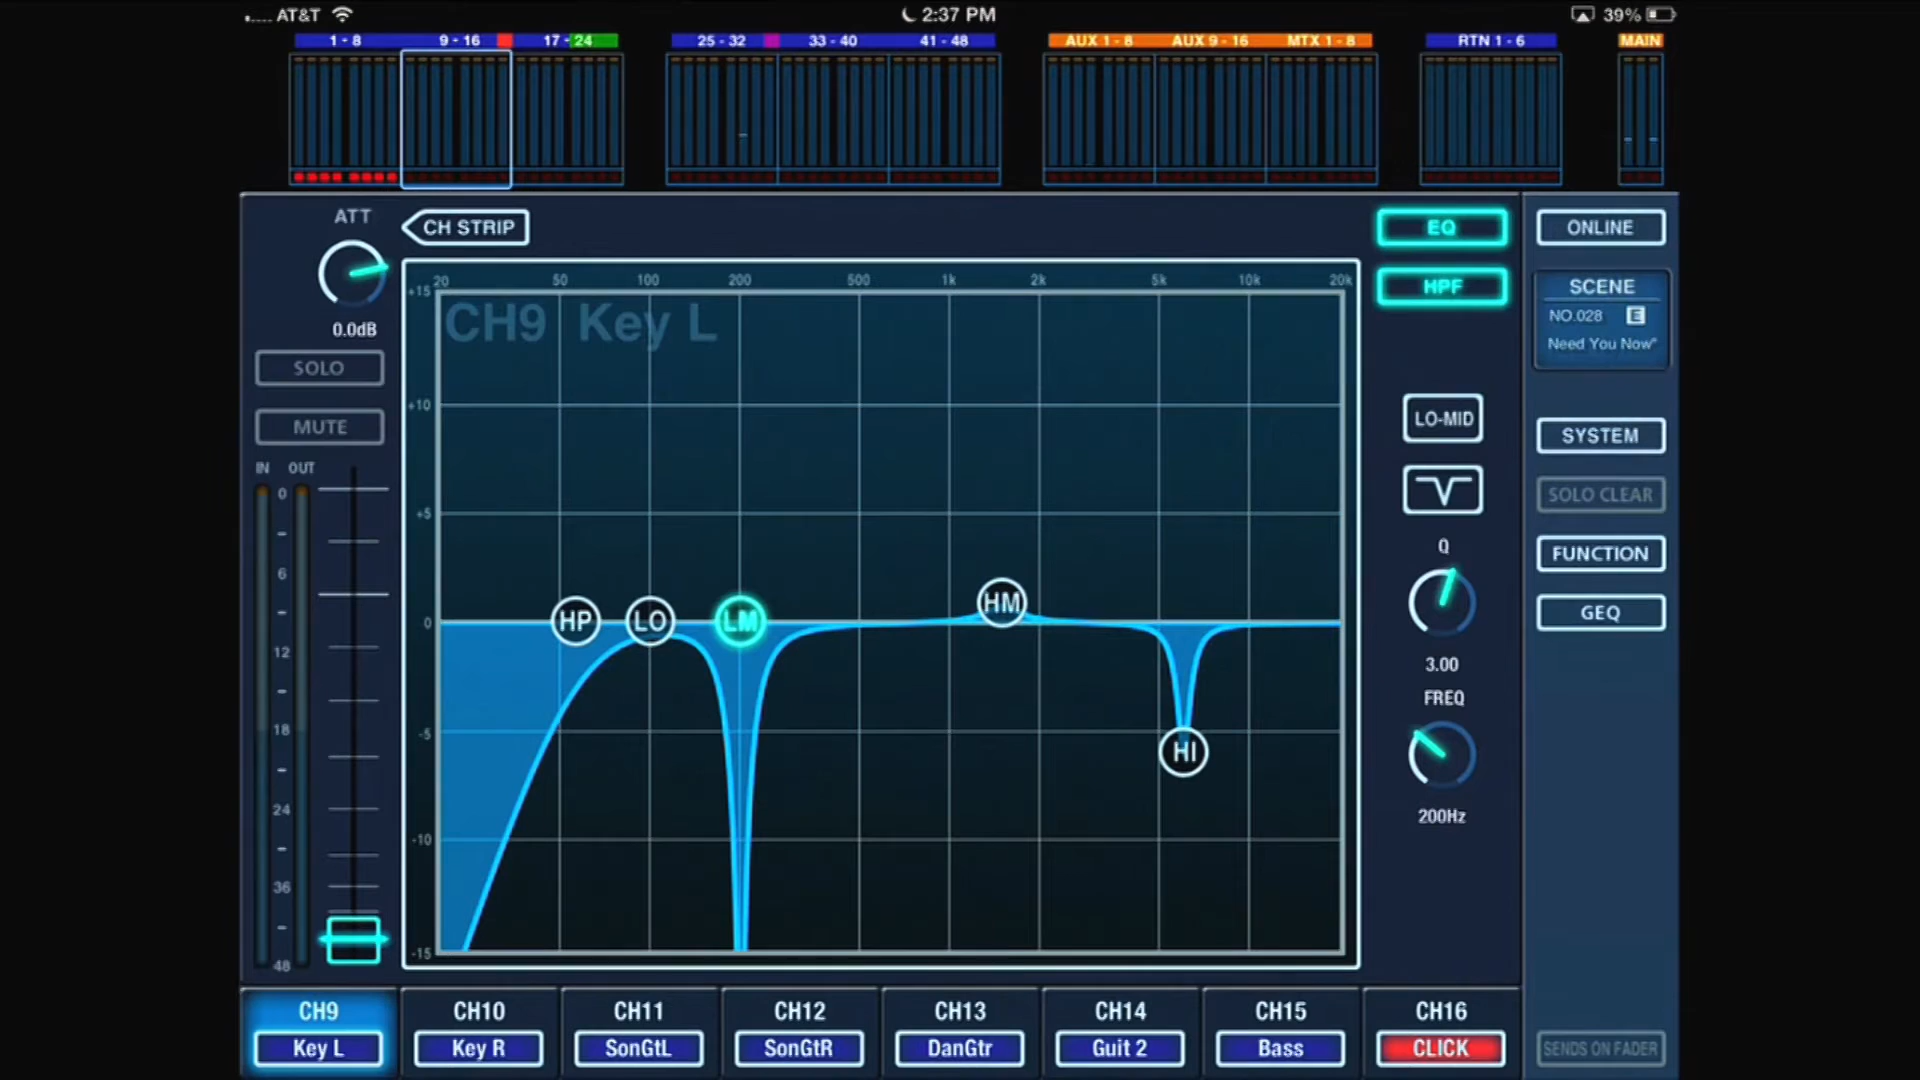 AT&T 2:37 PM 39%
1 - 8 9 - 16 17 - 24 25 - 32 33 - 40 41 - 48 AUX 1 - 8 AUX 9 - 16 MTX 1 - 8 RTN 1 - 6 MAIN
ATT
CH STRIP
EQ
ONLINE
HPF
0.0dB
SOLO
MUTE
IN OUT
0
6
12
18
24
36
48
20 50 100 200 500 1k 2k 5k 10k 20k
+15
+10
+5
0
-5
-10
-15
CH9 Key L
HP LO LM HM
HI
LO-MID
Q
3.00
FREQ
200Hz
SCENE
NO.028 E
Need You Now*
SYSTEM
SOLO CLEAR
FUNCTION
GEQ
SENDS ON FADER
CH9 CH10 CH11 CH12 CH13 CH14 CH15 CH16
Key L Key R SonGtL SonGtR DanGtr Guit 2 Bass CLICK